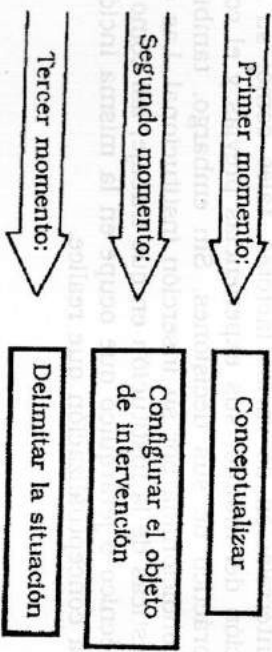 Primer momento:
Conceptualizar
Segundo momento:
Configurar el objeto
de intervención
Tercer momento:
Delimitar la situación